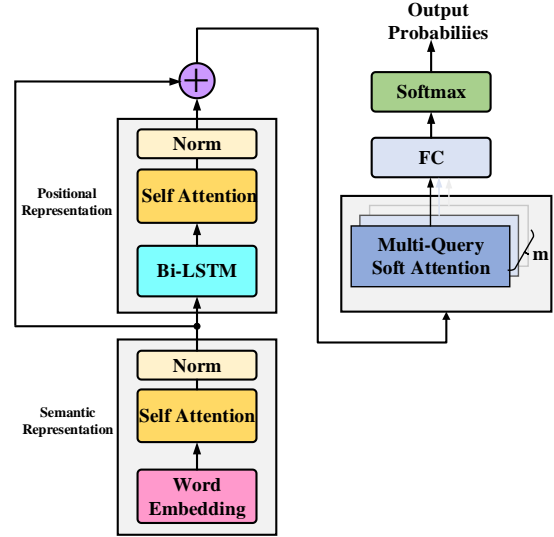 Output
Probabiliies
Softmax
FC
Multi-Query
Soft Attention
m
Norm
Self Attention
Bi-LSTM
Positional
Representation
Norm
Self Attention
Word
Embedding
Semantic
Representation